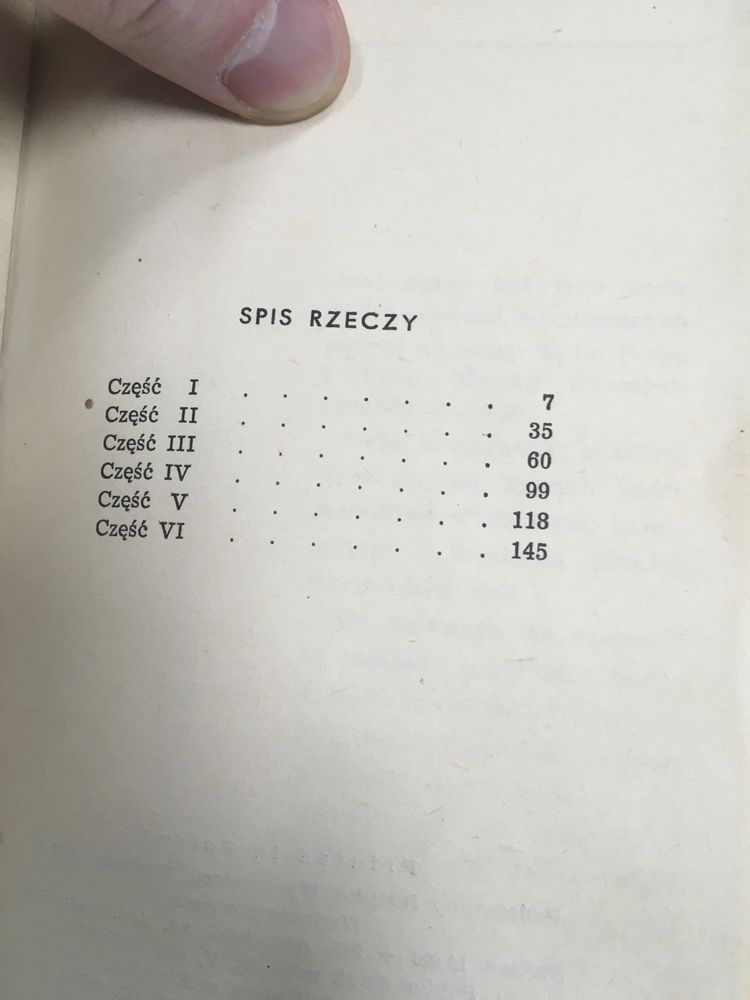 SPIS RZECZY
Część I . . . . . . . 7
Część II . . . . . . . 35
Część III . . . . . . . 60
Część IV . . . . . . . 99
Część V . . . . . . . 118
Część VI . . . . . . . 145